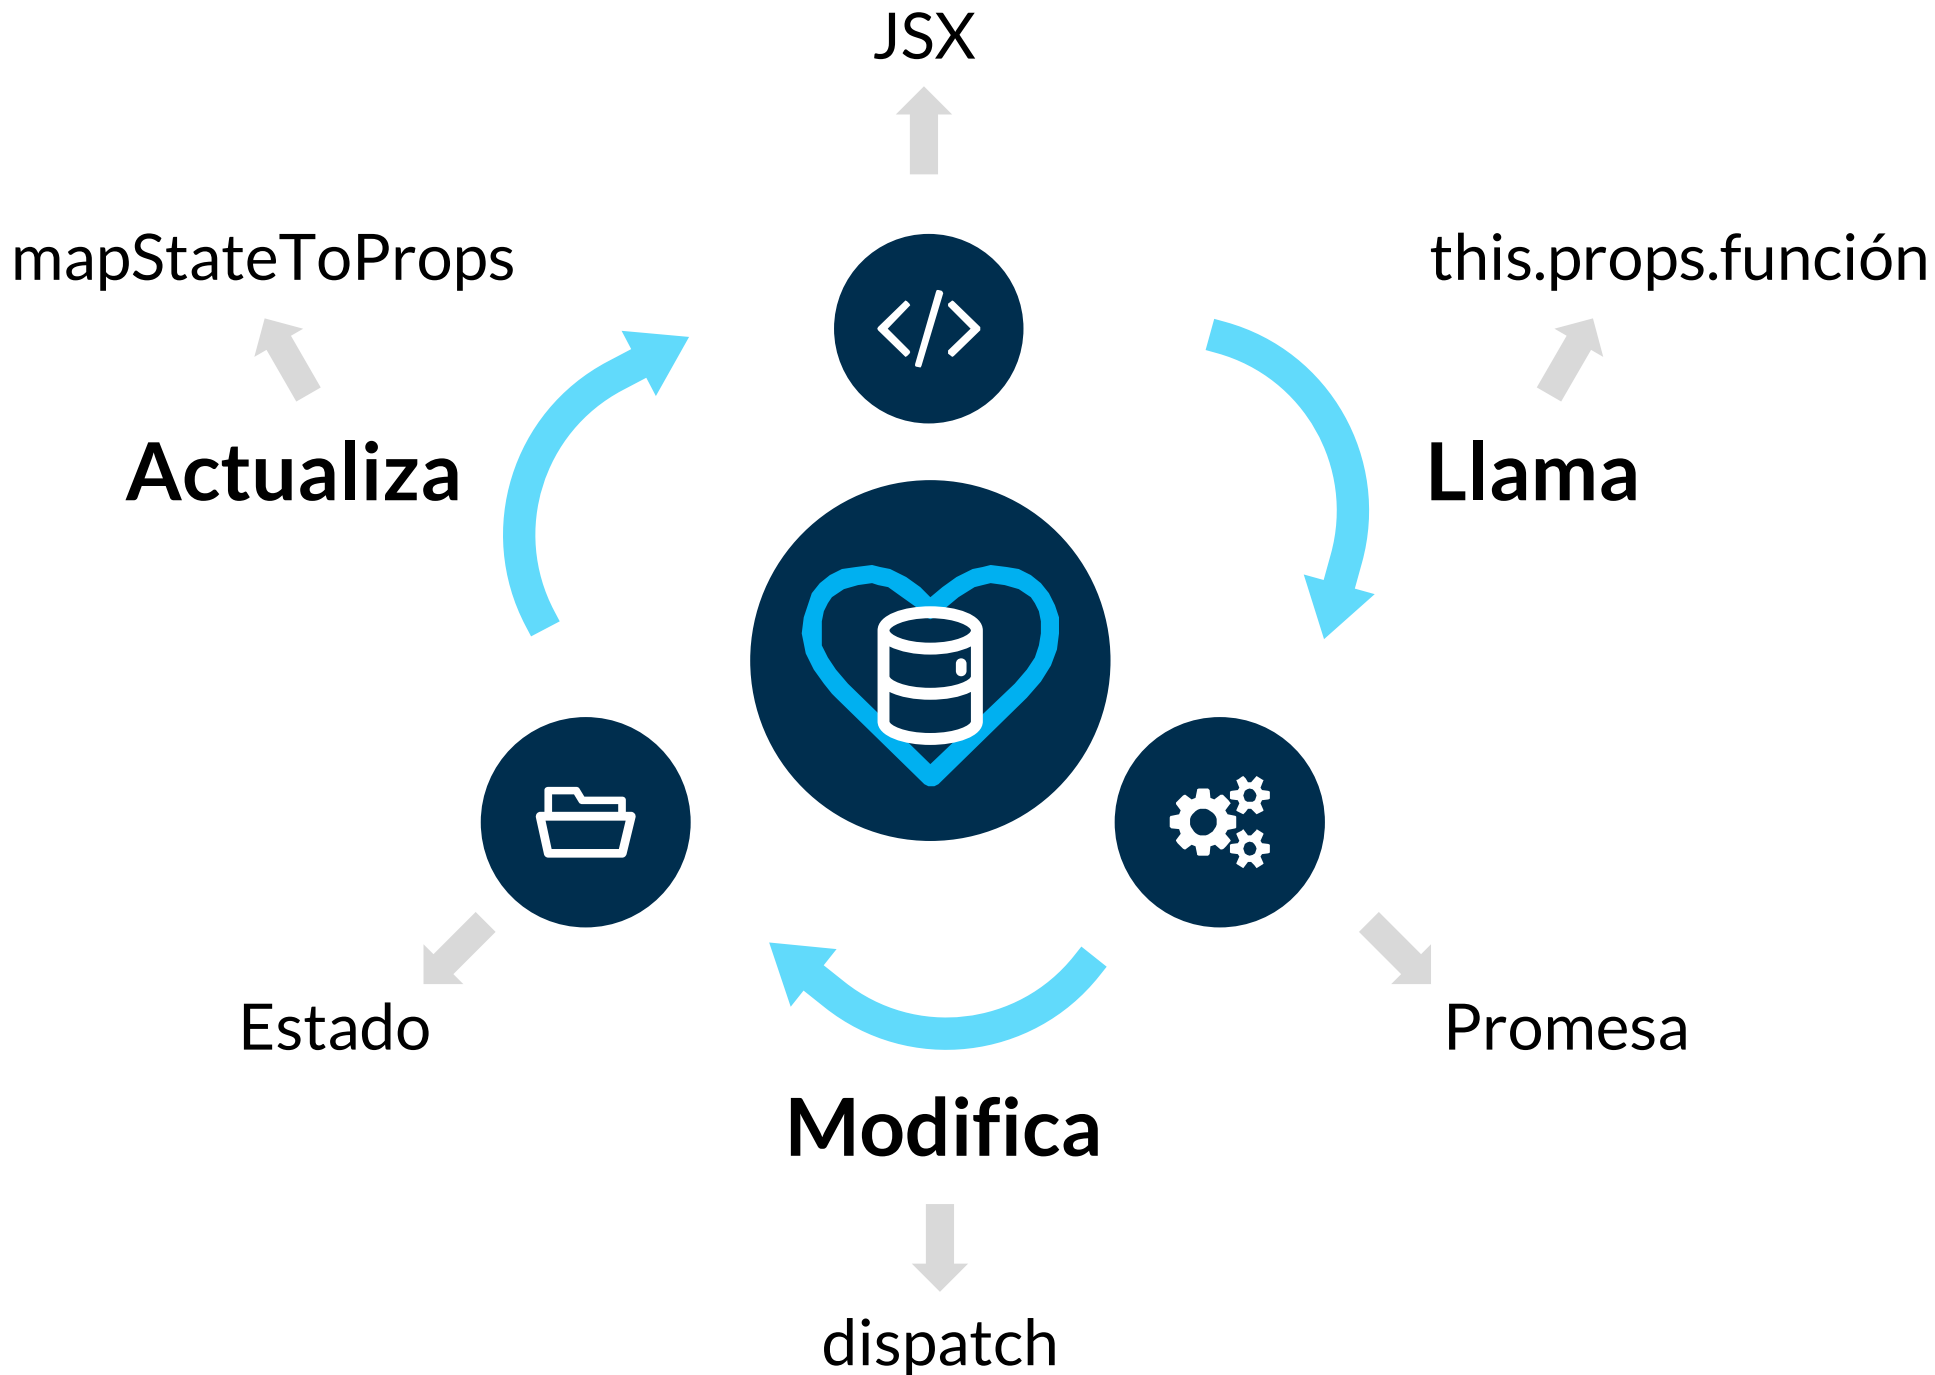 JSX
mapStateToProps
this.props.función
Actualiza
Llama
Estado
Promesa
Modifica
dispatch